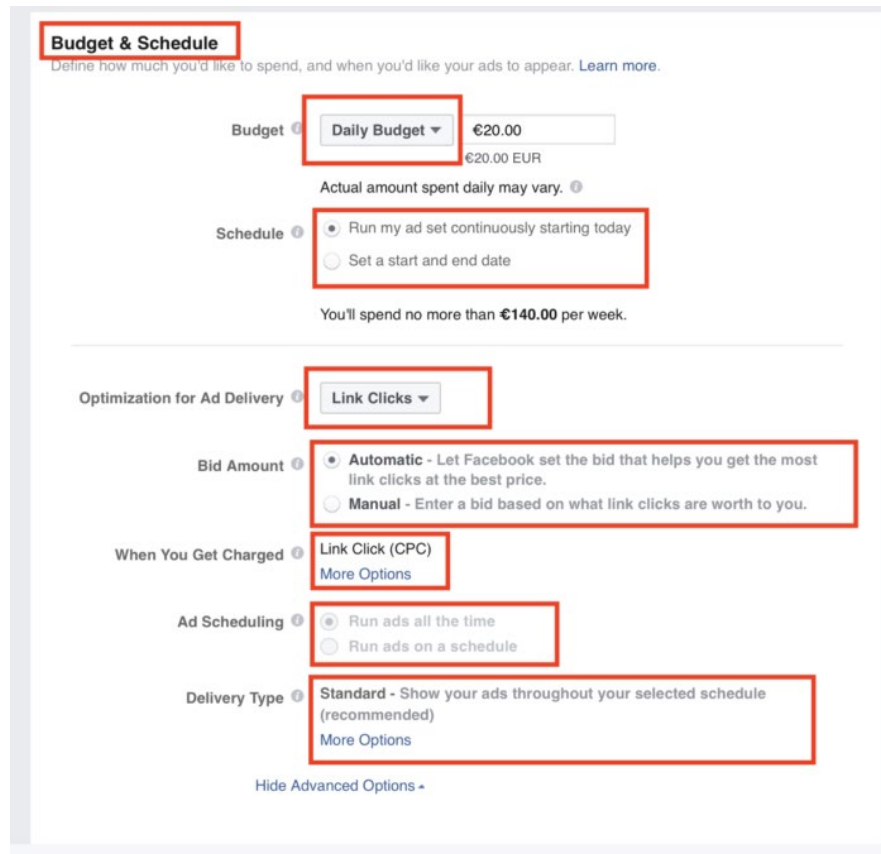 Budget & Schedule
Define how much you'd like to spend, and when you'd like your ads to appear. Learn more.
Budget Daily Budget €20.00
€20.00 EUR
Actual amount spent daily may vary.
Schedule Run my ad set continuously starting today
Set a start and end date
You'll spend no more than €140.00 per week.
Optimization for Ad Delivery Link Clicks
Bid Amount Automatic - Let Facebook set the bid that helps you get the most
link clicks at the best price.
Manual - Enter a bid based on what link clicks are worth to you.
When You Get Charged Link Click (CPC)
More Options
Ad Scheduling Run ads all the time
Run ads on a schedule
Delivery Type Standard - Show your ads throughout your selected schedule
(recommended)
More Options
Hide Advanced Options